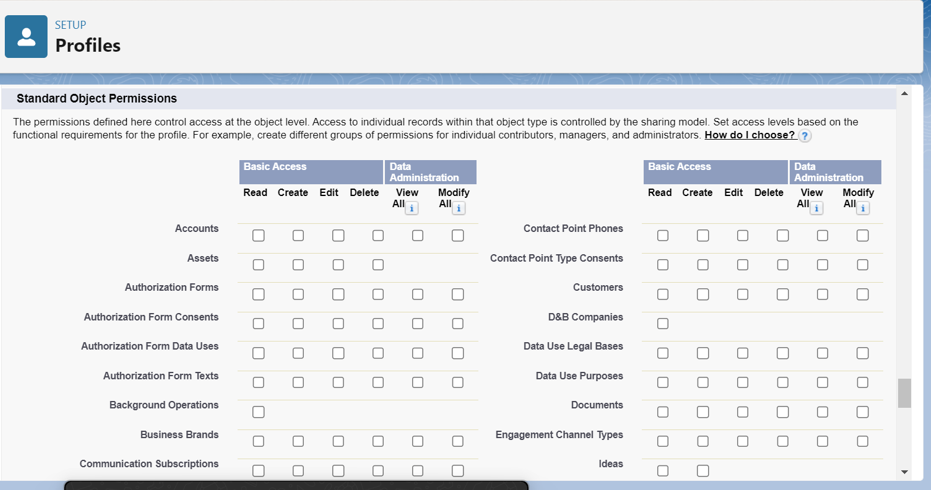 SETUP
Profiles
Standard Object Permissions
The permissions defined here control access at the object level. Access to individual records within that object type is controlled by the sharing model. Set access levels based on the
functional requirements for the profile. For example, create different groups of permissions for individual contributors, managers, and administrators. How do I choose? ?
Basic Access Data Administration Basic Access Data Administration
Read Create Edit Delete View All i Modify All i Read Create Edit Delete View All i Modify All i
Accounts Contact Point Phones
Assets Contact Point Type Consents
Authorization Forms Customers
Authorization Form Consents D&B Companies
Authorization Form Data Uses Data Use Legal Bases
Authorization Form Texts Data Use Purposes
Background Operations Documents
Business Brands Engagement Channel Types
Communication Subscriptions Ideas